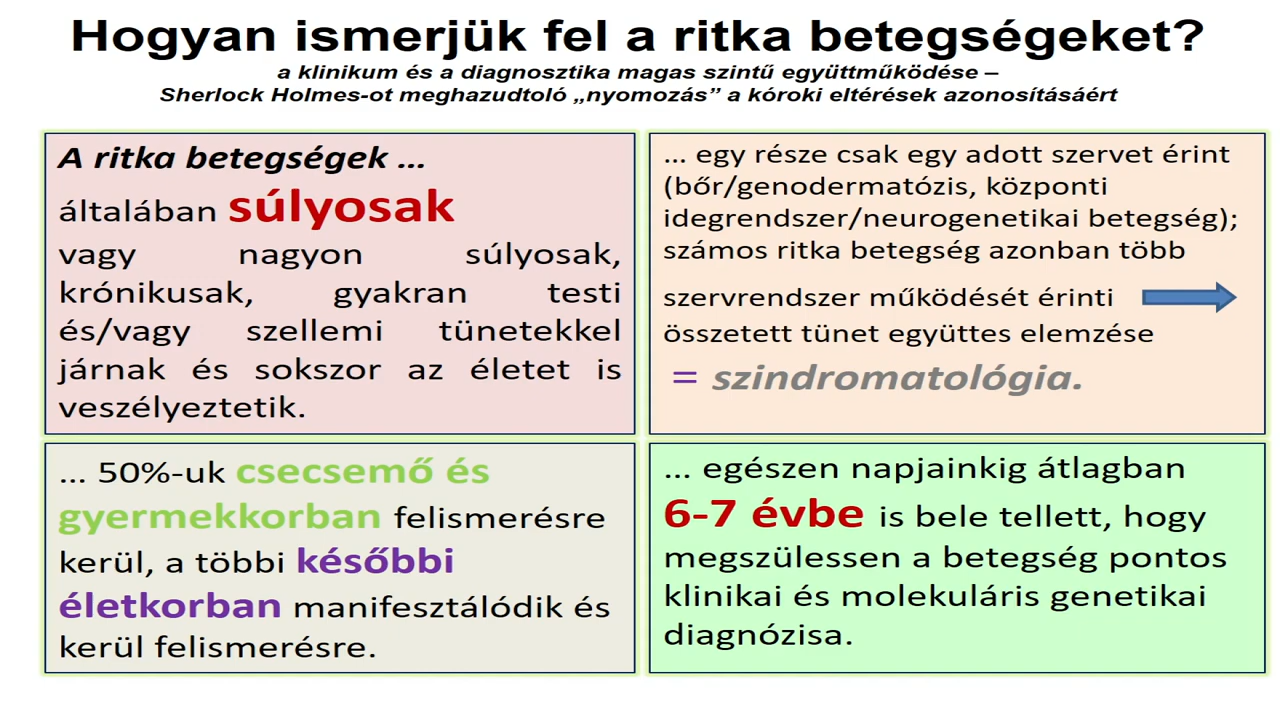 Hogyan ismerjük fel a ritka betegségeket?
a klinikum és a diagnosztika magas szintű együttműködése –
Sherlock Holmes-ot meghazudtoló „nyomozás” a kóroki eltérések azonosításáért
A ritka betegségek …
általában súlyosak
vagy nagyon súlyosak,
krónikusak, gyakran testi
és/vagy szellemi tünetekkel
járnak és sokszor az életet is
veszélyeztetik.
... egy része csak egy adott szervet érint
(bőr/genodermatózis, központi
idegrendszer/neurogenetikai betegség);
számos ritka betegség azonban több
szervrendszer működését érinti
összetett tünet együttes elemzése
= szindromatológia.
... 50%-uk csecsemő és
gyermekkorban felismerésre
kerül, a többi későbbi
életkorban manifesztálódik és
kerül felismerésre.
... egészen napjainkig átlagban
6-7 évbe is bele tellett, hogy
megszülessen a betegség pontos
klinikai és molekuláris genetikai
diagnózisa.